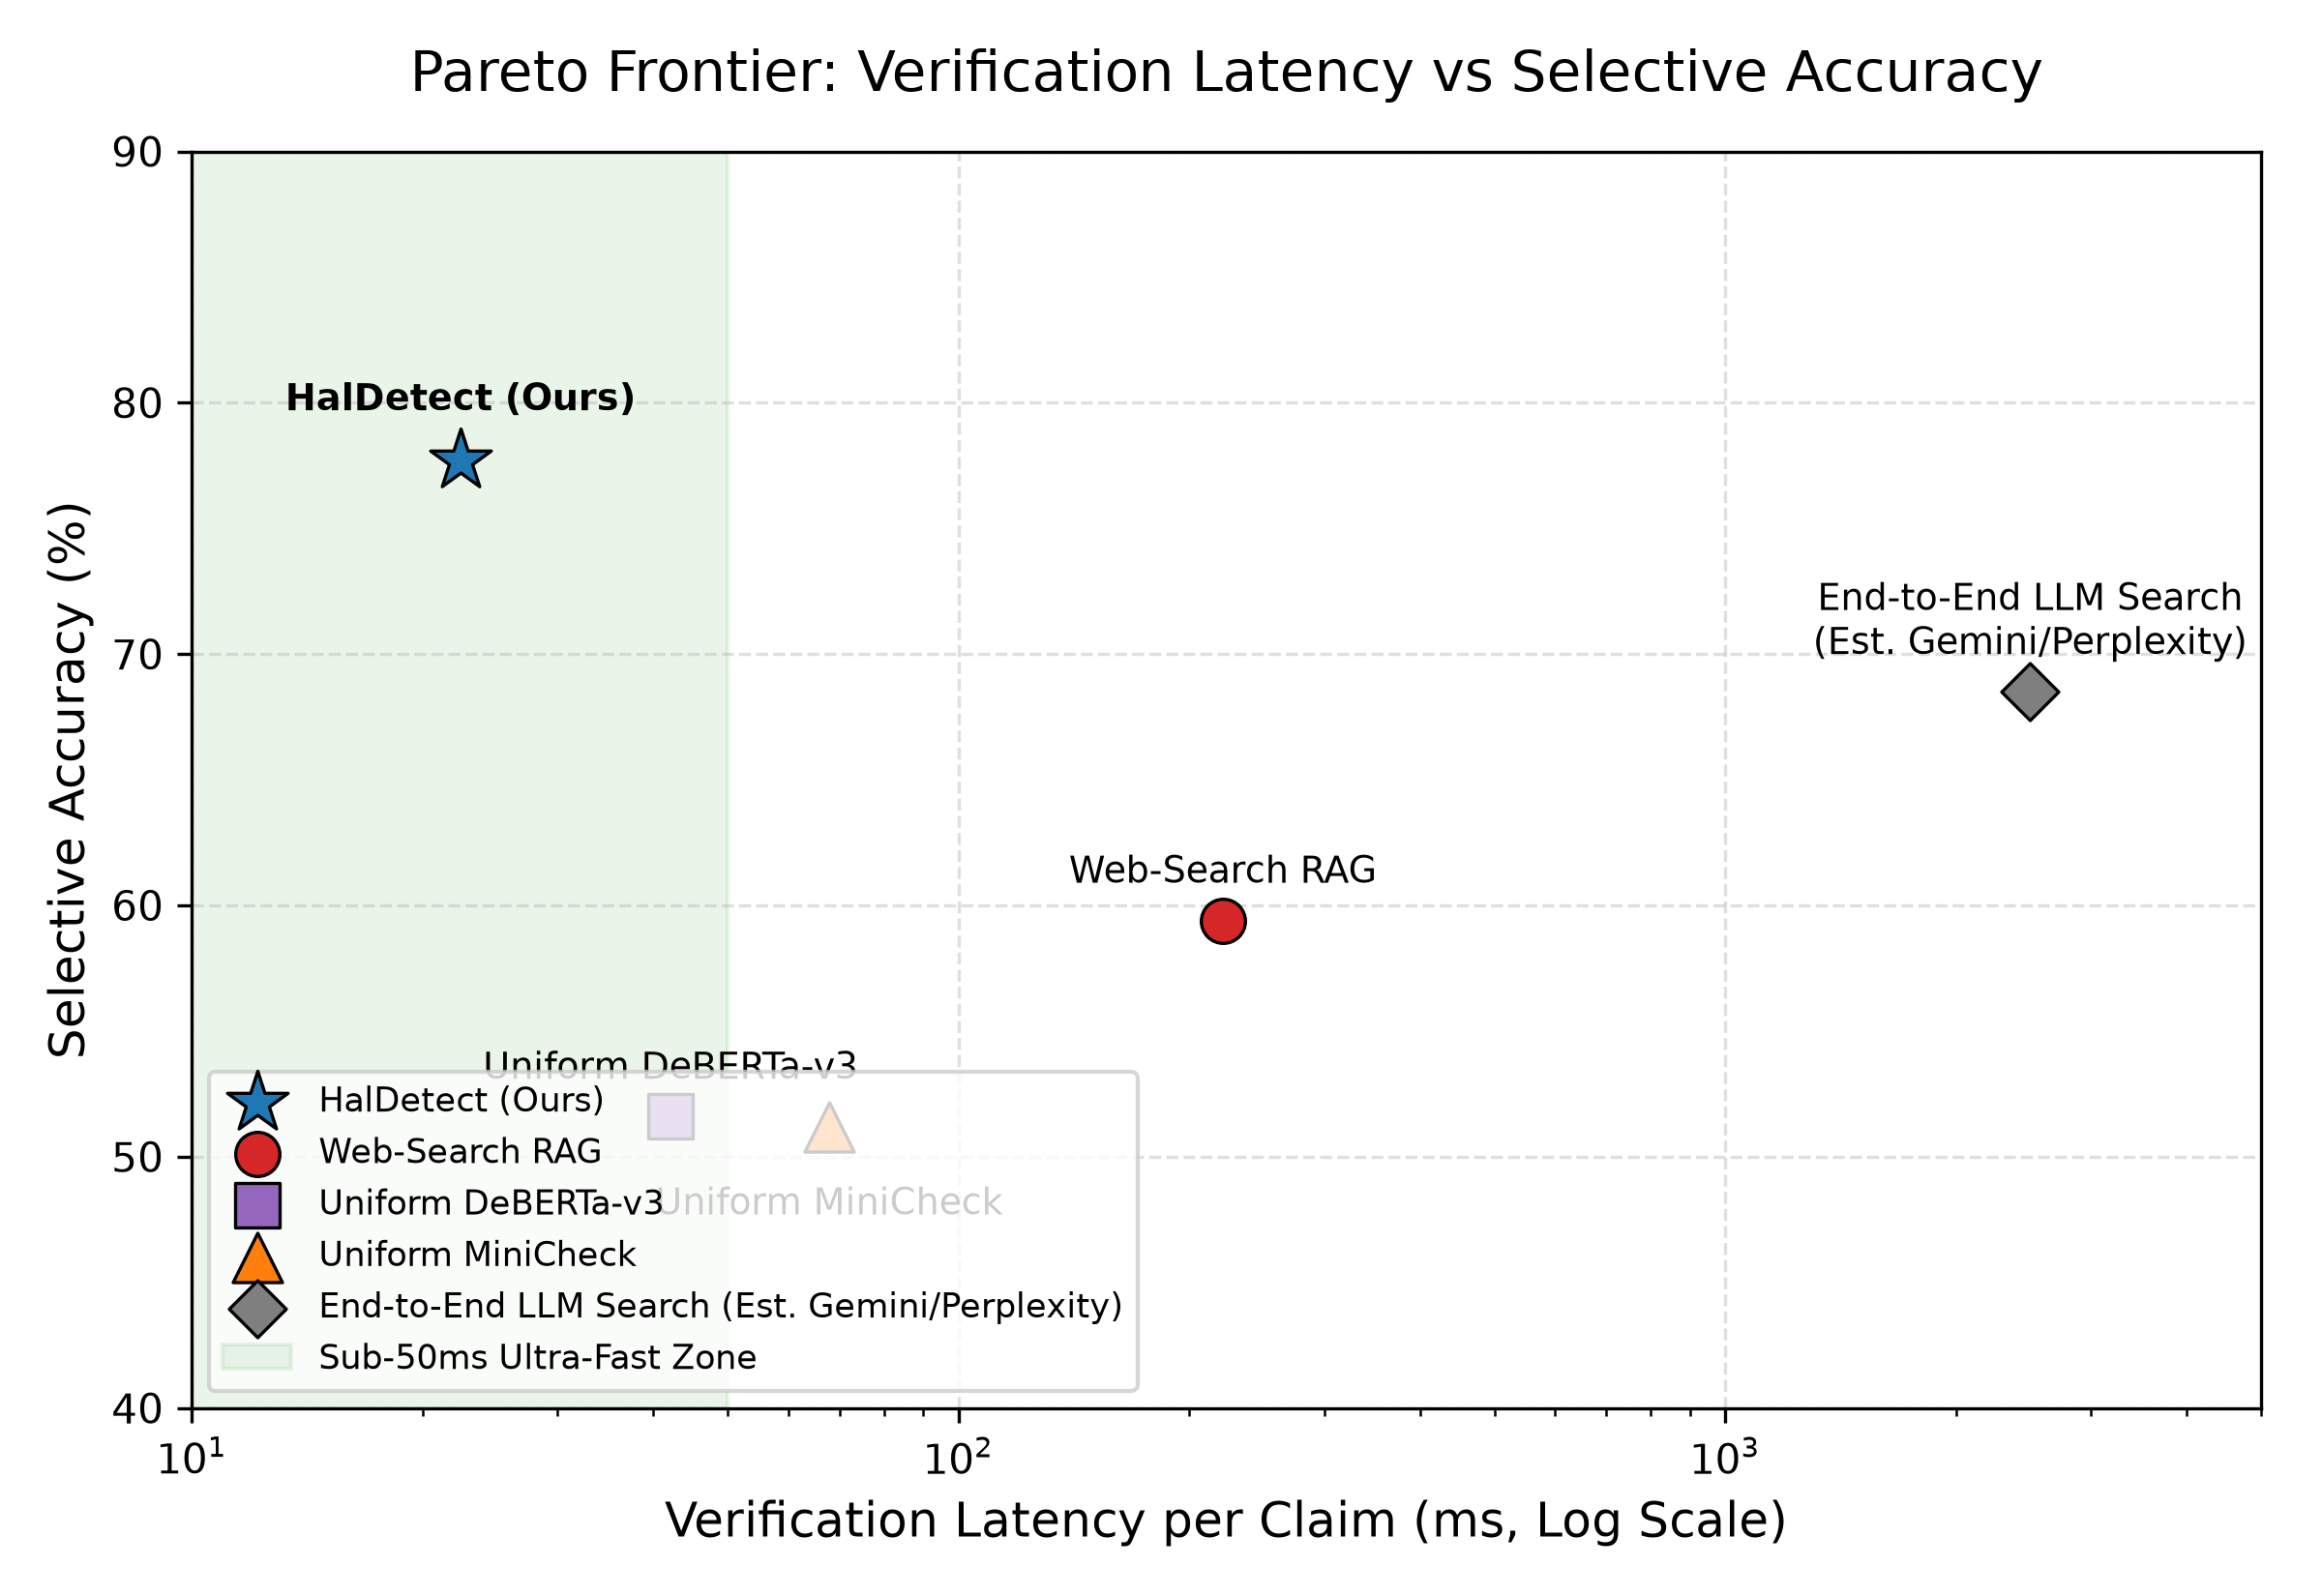 Pareto Frontier: Verification Latency vs Selective Accuracy
90
80
70
60
50
40
Selective Accuracy (%)
HalDetect (Ours)
End-to-End LLM Search
(Est. Gemini/Perplexity)
Web-Search RAG
Uniform DeBERTa-v3
Uniform MiniCheck
HalDetect (Ours)
Web-Search RAG
Uniform DeBERTa-v3
Uniform MiniCheck
End-to-End LLM Search (Est. Gemini/Perplexity)
Sub-50ms Ultra-Fast Zone
10¹ 10² 10³
Verification Latency per Claim (ms, Log Scale)